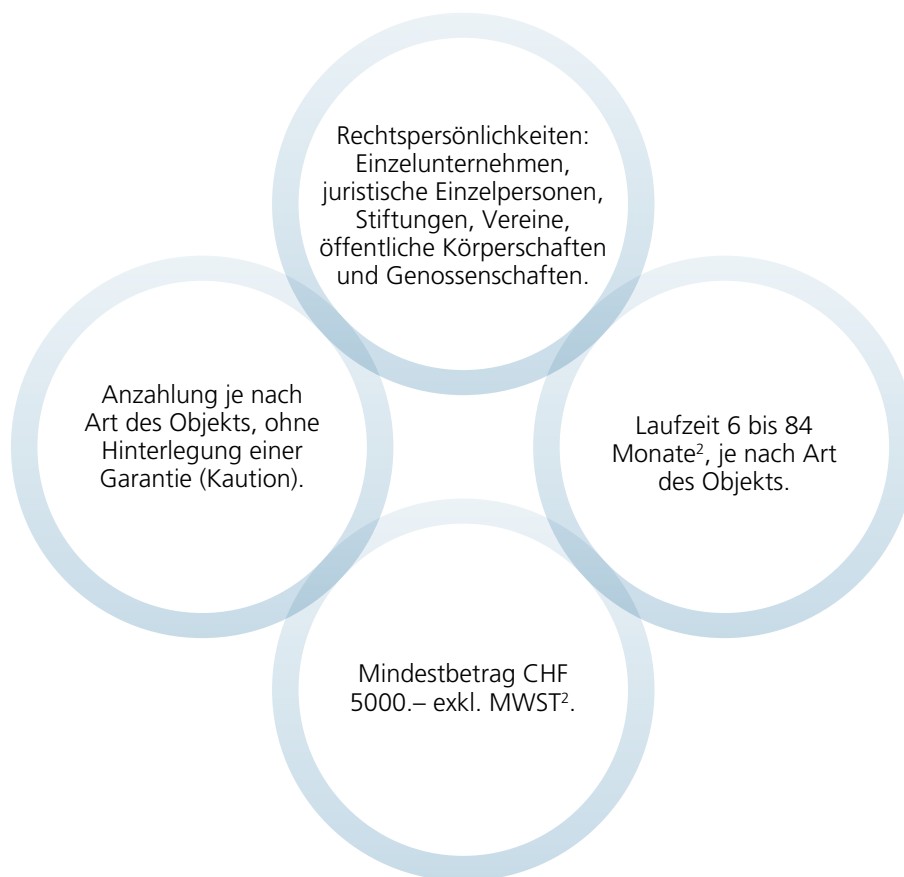 Rechtspersönlichkeiten:
Einzelunternehmen,
juristische Einzelpersonen,
Stiftungen, Vereine,
öffentliche Körperschaften
und Genossenschaften.
Anzahlung je nach
Art des Objekts, ohne
Hinterlegung einer
Garantie (Kaution).
Laufzeit 6 bis 84
Monate², je nach Art
des Objekts.
Mindestbetrag CHF
5000.– exkl. MWST².